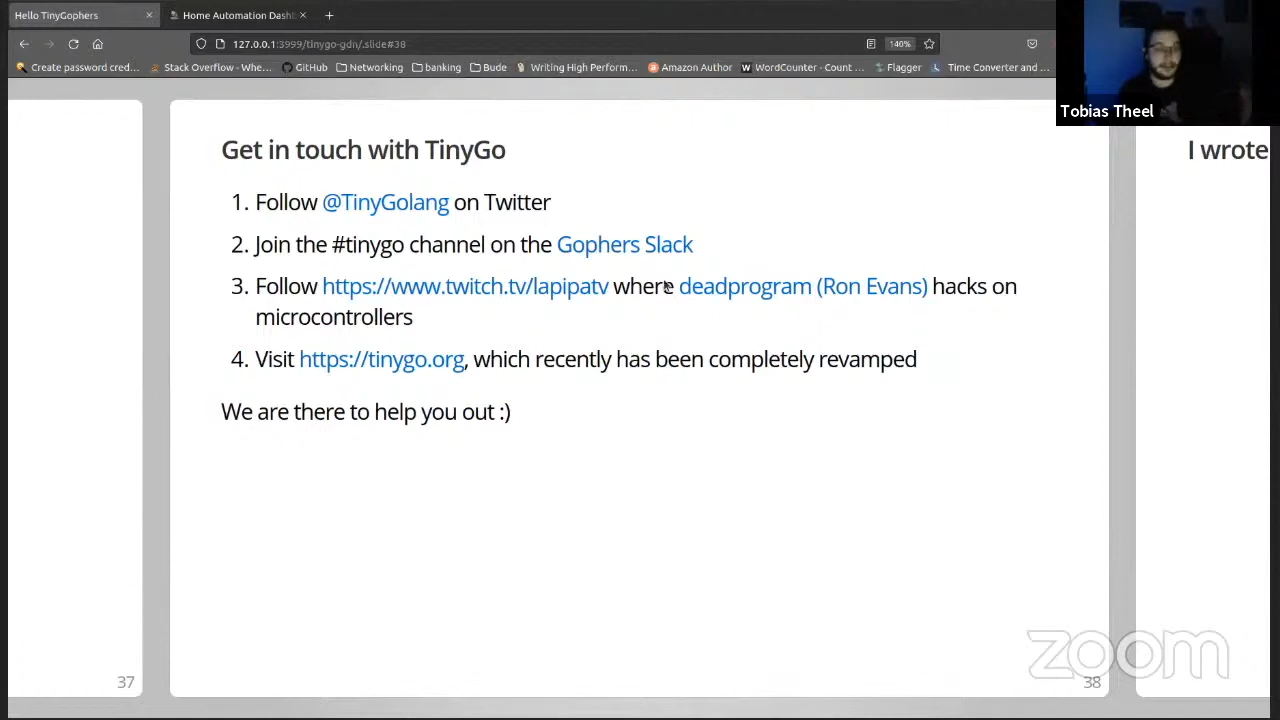 Hello TinyGophers
Home Automation Dashb
127.0.0.1:3999/tinygo-gdn/.slide#38
140%
Create password cred…
Stack Overflow - Whe…
GitHub
Networking
banking
Bude
Writing High Perform…
Amazon Author
WordCounter - Count …
Flagger
Time Converter and …
Tobias Theel
Get in touch with TinyGo
I wrote
1. Follow @TinyGolang on Twitter
2. Join the #tinygo channel on the Gophers Slack
3. Follow https://www.twitch.tv/lapipatv where deadprogram (Ron Evans) hacks on
microcontrollers
4. Visit https://tinygo.org, which recently has been completely revamped
We are there to help you out :)
zoom
37
38